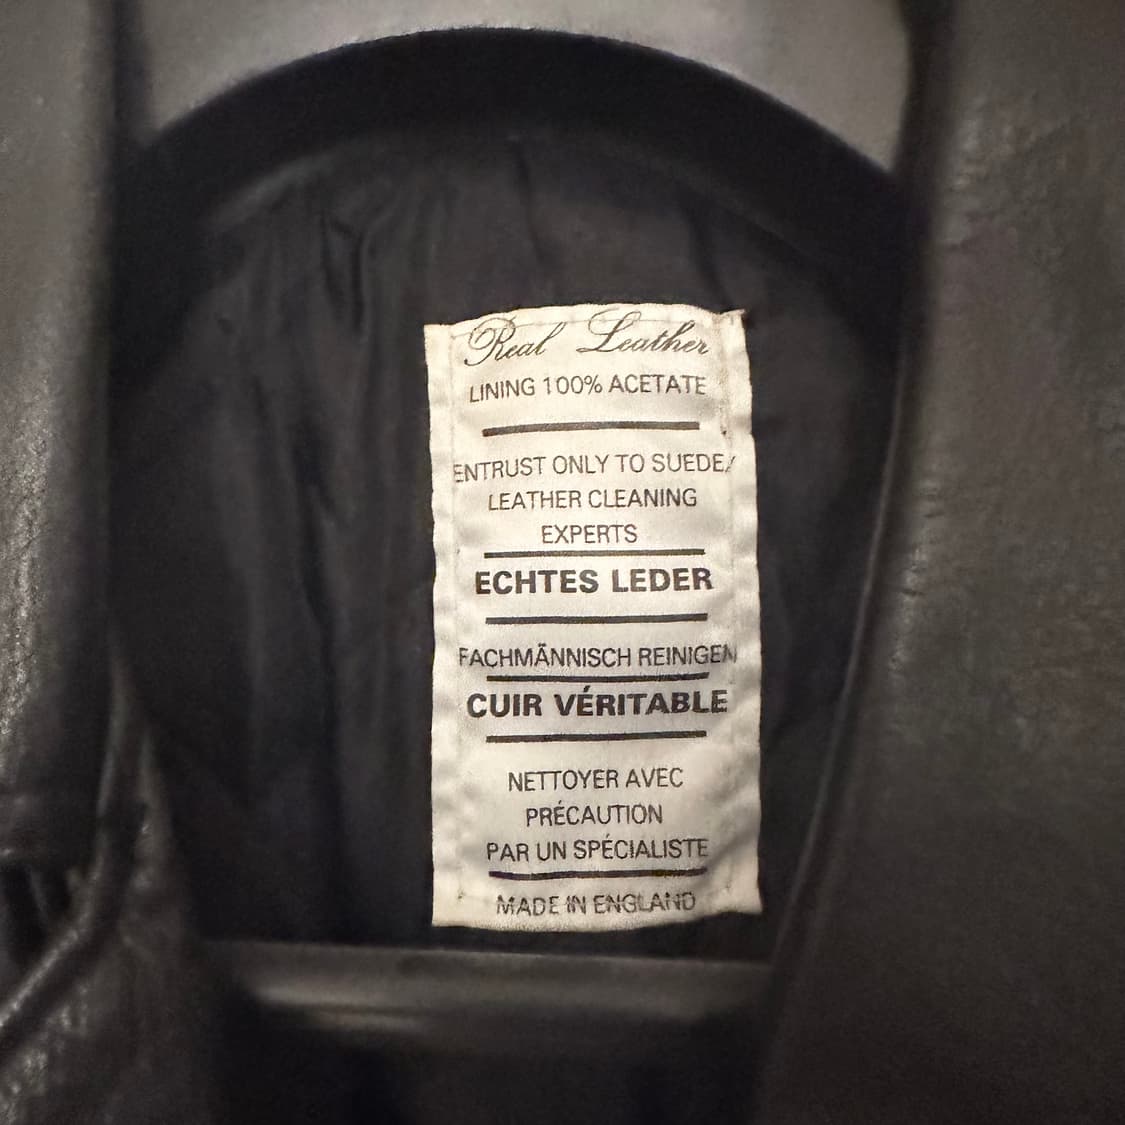 Real Leather
LINING 100% ACETATE
ENTRUST ONLY TO SUEDE/
LEATHER CLEANING
EXPERTS
ECHTES LEDER
FACHMÄNNISCH REINIGEN
CUIR VÉRITABLE
NETTOYER AVEC
PRÉCAUTION
PAR UN SPÉCIALISTE
MADE IN ENGLAND